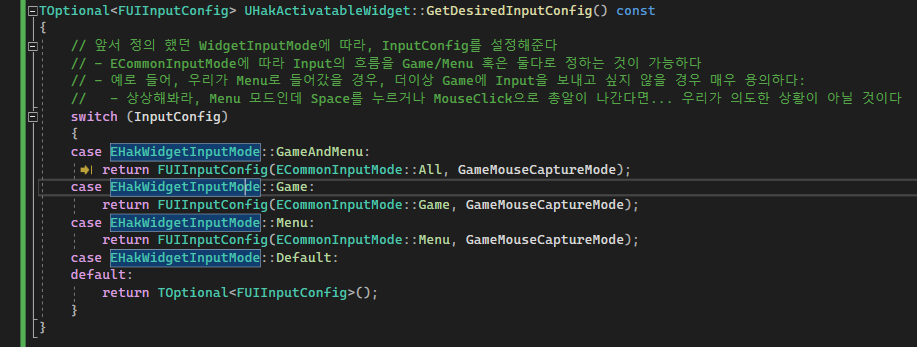 TOptional<FUIInputConfig> UHakActivatableWidget::GetDesiredInputConfig() const
{
// 앞서 정의 했던 WidgetInputMode에 따라, InputConfig를 설정해준다
// - ECommonInputMode에 따라 Input의 흐름을 Game/Menu 혹은 둘다로 정하는 것이 가능하다
// - 예로 들어, 우리가 Menu로 들어갔을 경우, 더이상 Game에 Input을 보내고 싶지 않을 경우 매우 용의하다:
//   - 상상해봐라, Menu 모드인데 Space를 누르거나 MouseClick으로 총알이 나간다면... 우리가 의도한 상황이 아닐 것이다
switch (InputConfig)
{
case EHakWidgetInputMode::GameAndMenu:
return FUIInputConfig(ECommonInputMode::All, GameMouseCaptureMode);
case EHakWidgetInputMode::Game:
return FUIInputConfig(ECommonInputMode::Game, GameMouseCaptureMode);
case EHakWidgetInputMode::Menu:
return FUIInputConfig(ECommonInputMode::Menu, GameMouseCaptureMode);
case EHakWidgetInputMode::Default:
default:
return TOptional<FUIInputConfig>();
}
}